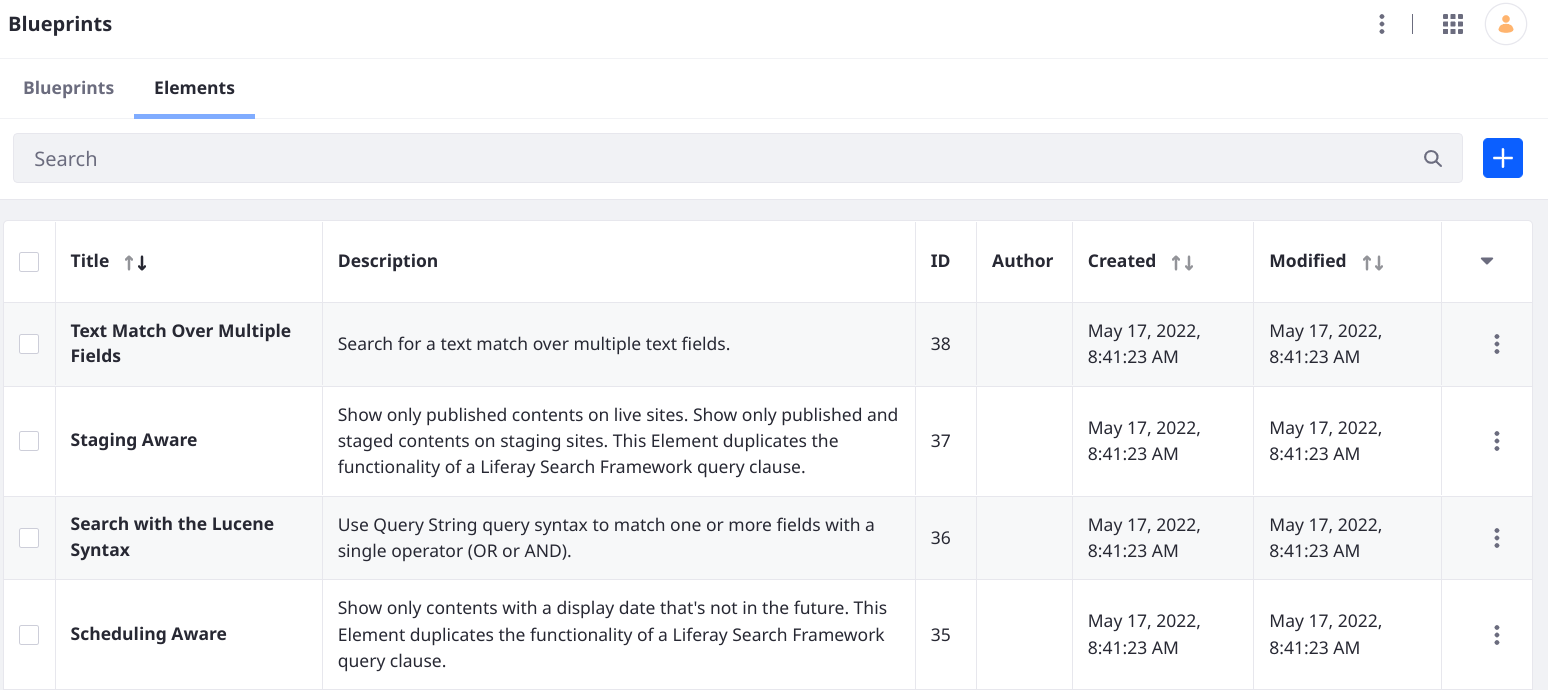 Blueprints
Blueprints
Elements
Search
Title
Description
ID
Author
Created
Modified
Text Match Over Multiple
Fields
Search for a text match over multiple text fields.
38
May 17, 2022,
8:41:23 AM
May 17, 2022,
8:41:23 AM
Staging Aware
Show only published contents on live sites. Show only published and
staged contents on staging sites. This Element duplicates the
functionality of a Liferay Search Framework query clause.
37
May 17, 2022,
8:41:23 AM
May 17, 2022,
8:41:23 AM
Search with the Lucene
Syntax
Use Query String query syntax to match one or more fields with a
single operator (OR or AND).
36
May 17, 2022,
8:41:23 AM
May 17, 2022,
8:41:23 AM
Scheduling Aware
Show only contents with a display date that's not in the future. This
Element duplicates the functionality of a Liferay Search Framework
query clause.
35
May 17, 2022,
8:41:23 AM
May 17, 2022,
8:41:23 AM